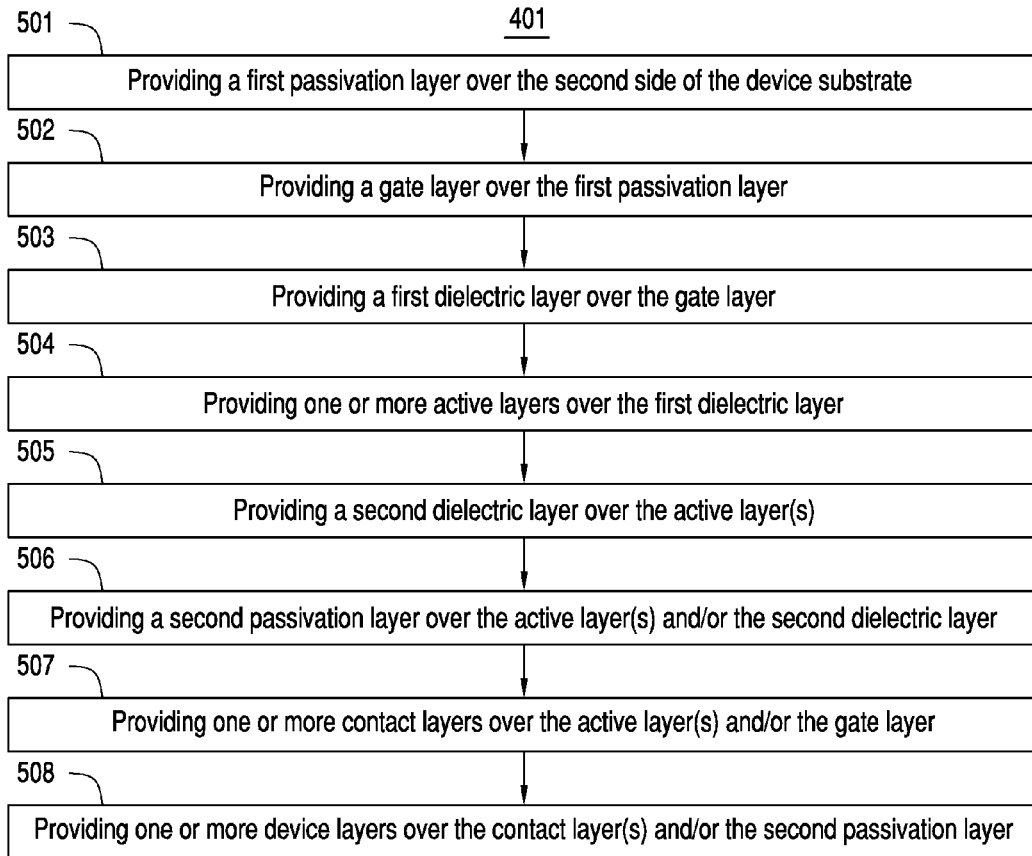 401
501
Providing a first passivation layer over the second side of the device substrate
502
Providing a gate layer over the first passivation layer
503
Providing a first dielectric layer over the gate layer
504
Providing one or more active layers over the first dielectric layer
505
Providing a second dielectric layer over the active layer(s)
506
Providing a second passivation layer over the active layer(s) and/or the second dielectric layer
507
Providing one or more contact layers over the active layer(s) and/or the gate layer
508
Providing one or more device layers over the contact layer(s) and/or the second passivation layer